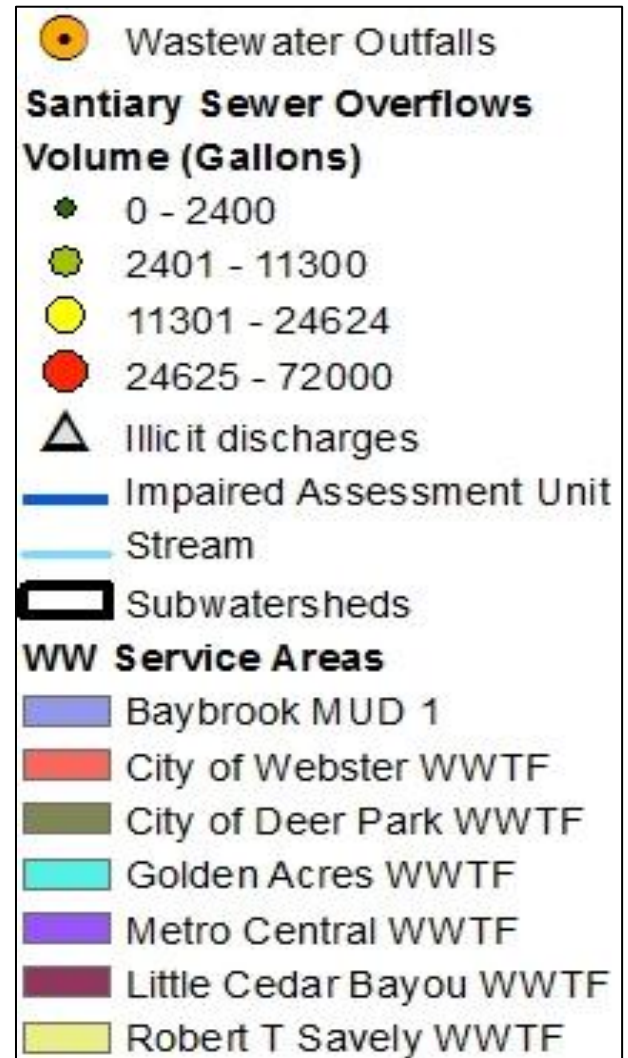 Wastewater Outfalls
Santiary Sewer Overflows
Volume (Gallons)
0 - 2400
2401 - 11300
11301 - 24624
24625 - 72000
Illicit discharges
Impaired Assessment Unit
Stream
Subwatersheds
WW Service Areas
Baybrook MUD 1
City of Webster WWTF
City of Deer Park WWTF
Golden Acres WWTF
Metro Central WWTF
Little Cedar Bayou WWTF
Robert T Savely WWTF